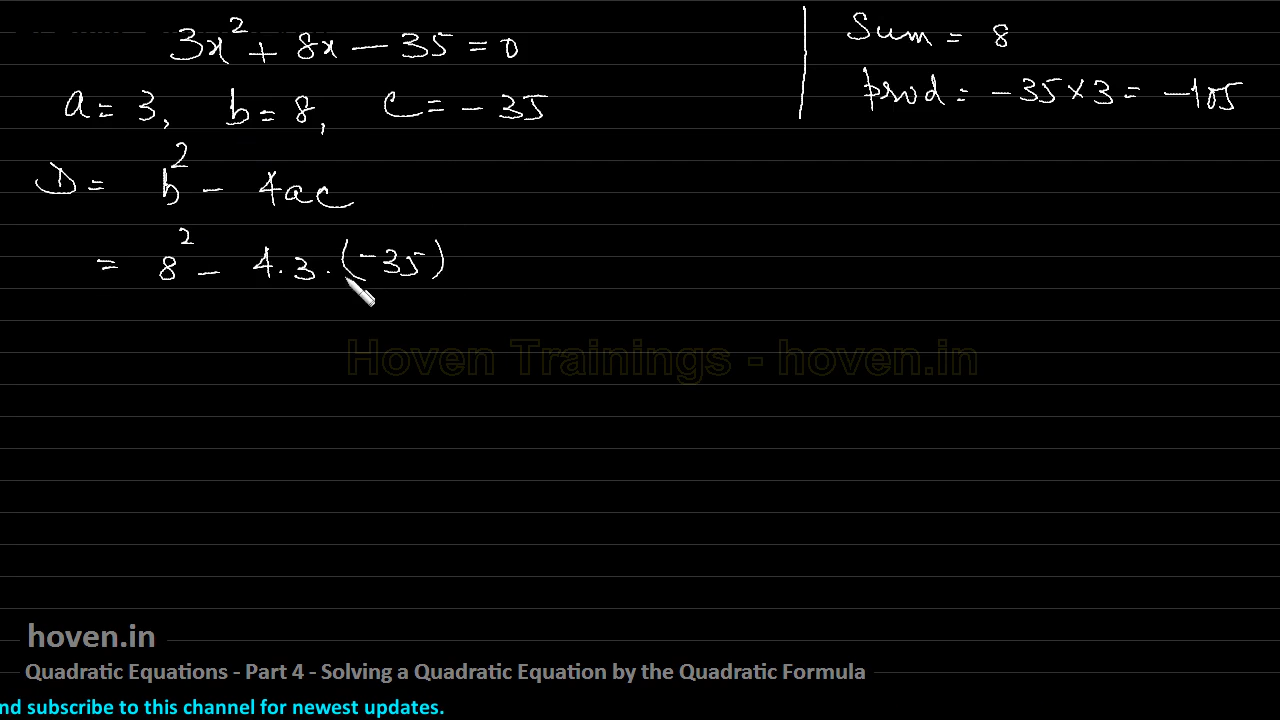 3x² + 8x − 35 = 0
a = 3, b = 8, c = − 35
D = b² − 4ac
= 8² − 4.3.(−35)
Sum = 8
prod = − 35 × 3 = −105
Hoven Trainings - hoven.in
hoven.in
Quadratic Equations - Part 4 - Solving a Quadratic Equation by the Quadratic Formula
nd subscribe to this channel for newest updates.